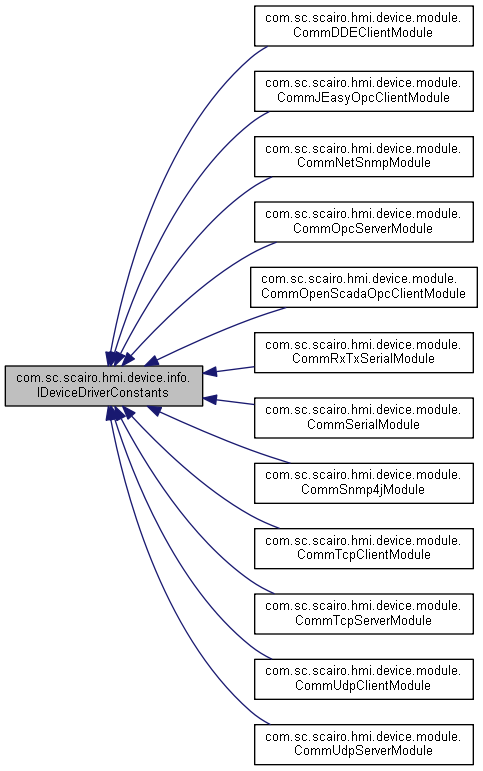 com.sc.scairo.hmi.device.module.
CommDDEClientModule
com.sc.scairo.hmi.device.module.
CommJEasyOpcClientModule
com.sc.scairo.hmi.device.module.
CommNetSnmpModule
com.sc.scairo.hmi.device.module.
CommOpcServerModule
com.sc.scairo.hmi.device.module.
CommOpenScadaOpcClientModule
com.sc.scairo.hmi.device.module.
CommRxTxSerialModule
com.sc.scairo.hmi.device.info.
IDeviceDriverConstants
com.sc.scairo.hmi.device.module.
CommSerialModule
com.sc.scairo.hmi.device.module.
CommSnmp4jModule
com.sc.scairo.hmi.device.module.
CommTcpClientModule
com.sc.scairo.hmi.device.module.
CommTcpServerModule
com.sc.scairo.hmi.device.module.
CommUdpClientModule
com.sc.scairo.hmi.device.module.
CommUdpServerModule